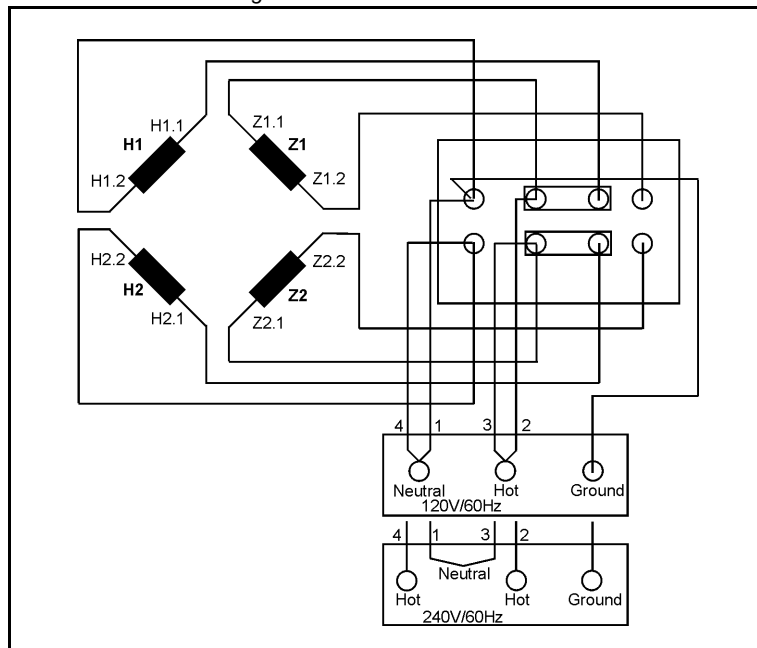 H1.1
Z1.1
H1
Z1
H1.2
Z1.2
H2.2
Z2.2
H2
Z2
H2.1
Z2.1
4 1 3 2
Neutral Hot Ground
120V/60Hz
4 1 3 2
Neutral
Hot Hot Ground
240V/60Hz